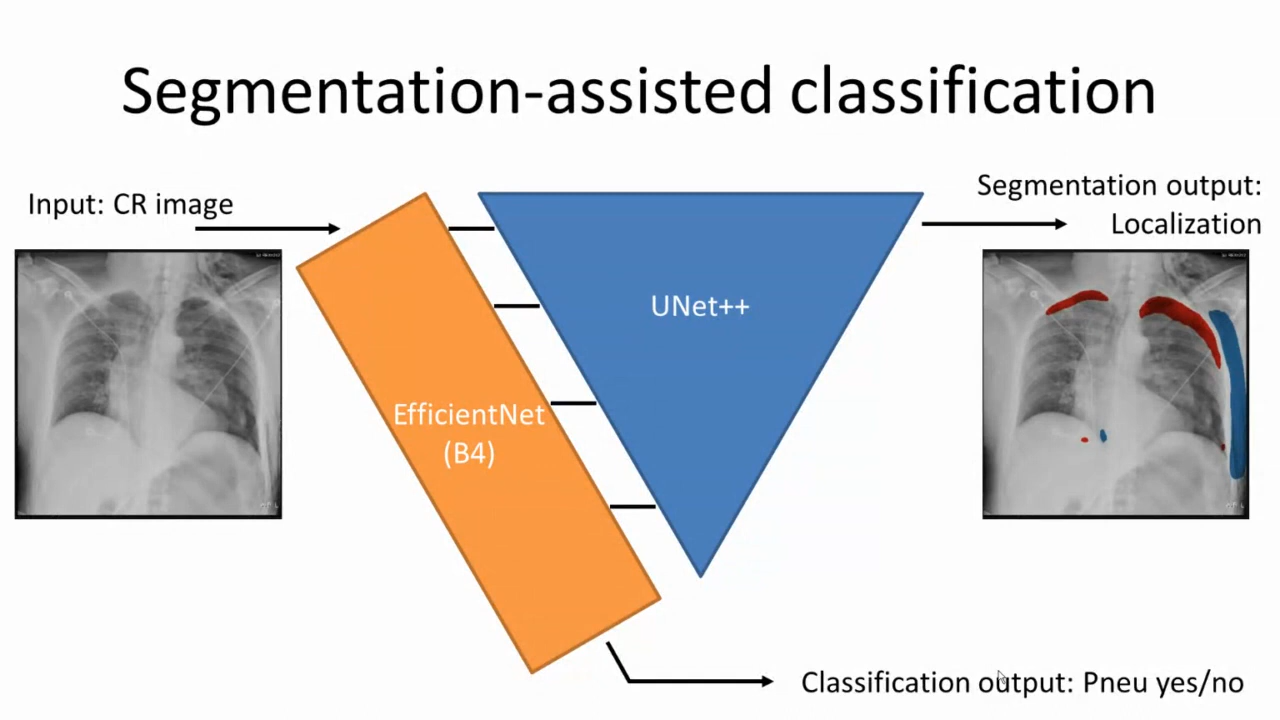 Segmentation-assisted classification
Input: CR image
Segmentation output:
Localization
UNet++
EfficientNet
(B4)
Classification output: Pneu yes/no